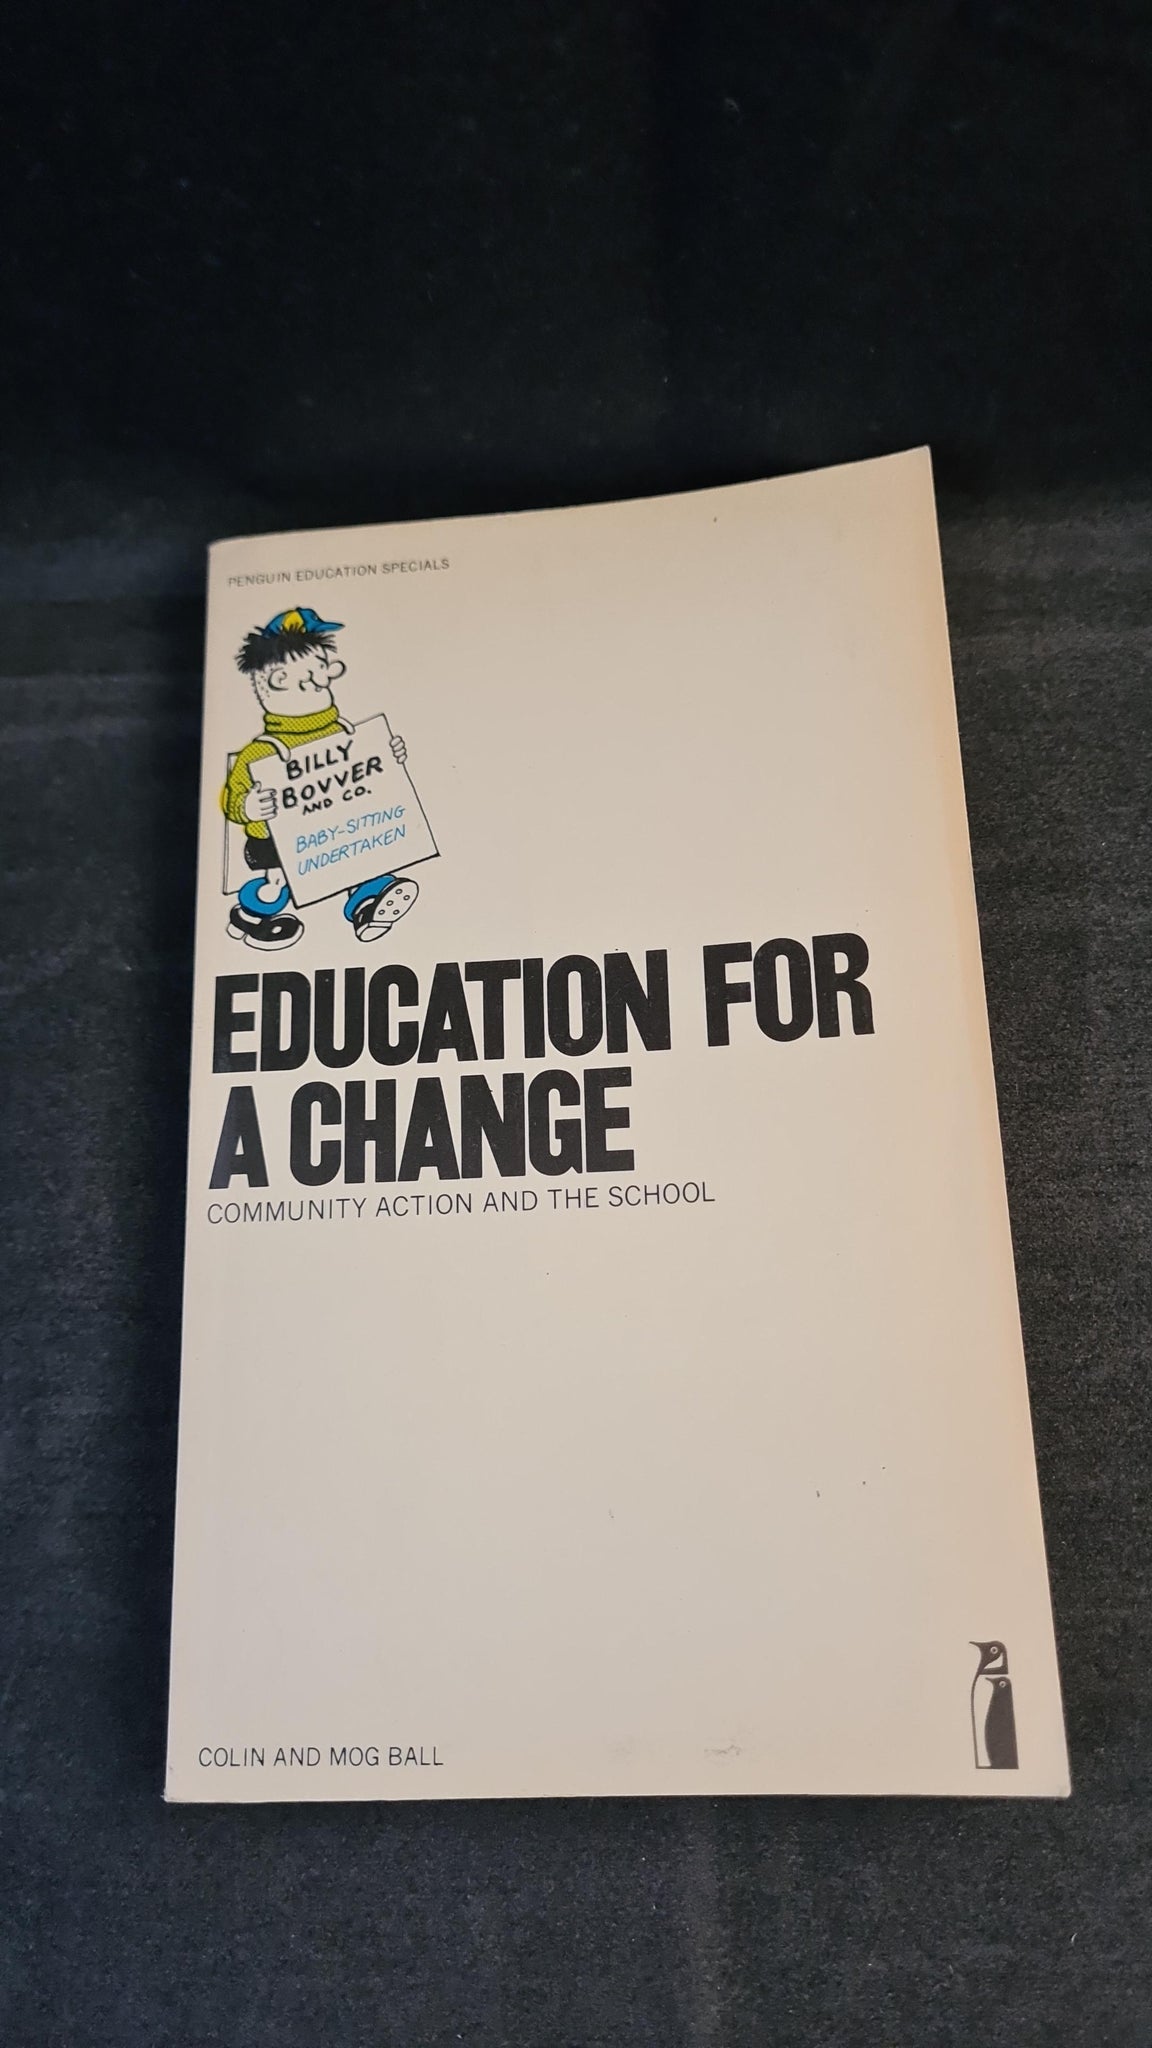 PENGUIN EDUCATION SPECIALS
BILLY
BOVVER
AND CO.
BABY-SITTING
UNDERTAKEN
EDUCATION FOR
A CHANGE
COMMUNITY ACTION AND THE SCHOOL
COLIN AND MOG BALL